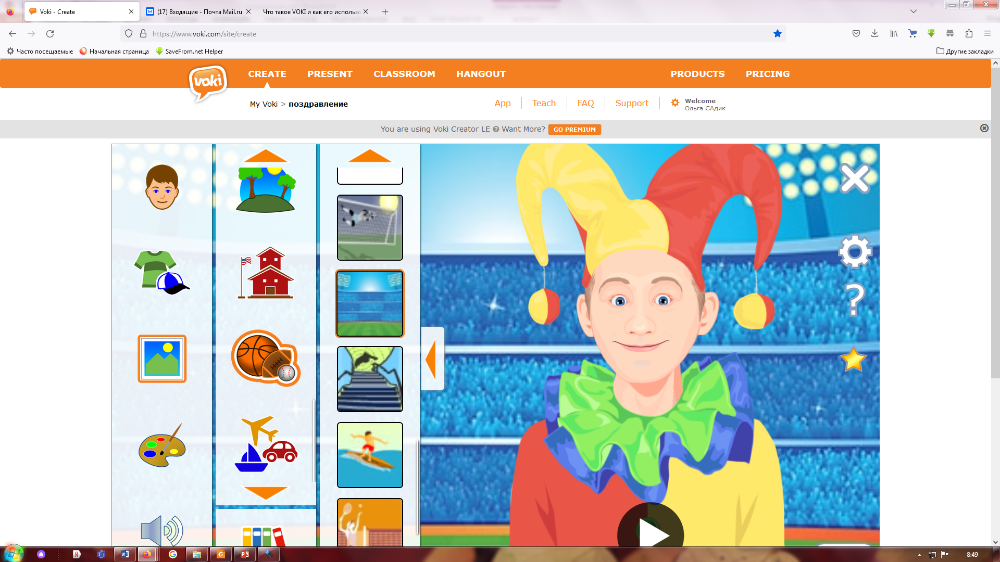 Voki - Create
(17) Входящие - Почта Mail.ru
Что такое VOKI и как его использо
https://www.voki.com/site/create
Часто посещаемые
Начальная страница
SaveFrom.net Helper
Другие закладки
voki
CREATE
PRESENT
CLASSROOM
HANGOUT
PRODUCTS
PRICING
My Voki > поздравление
App
Teach
FAQ
Support
Welcome
Ольга САдик
You are using Voki Creator LE ? Want More? GO PREMIUM
8:49